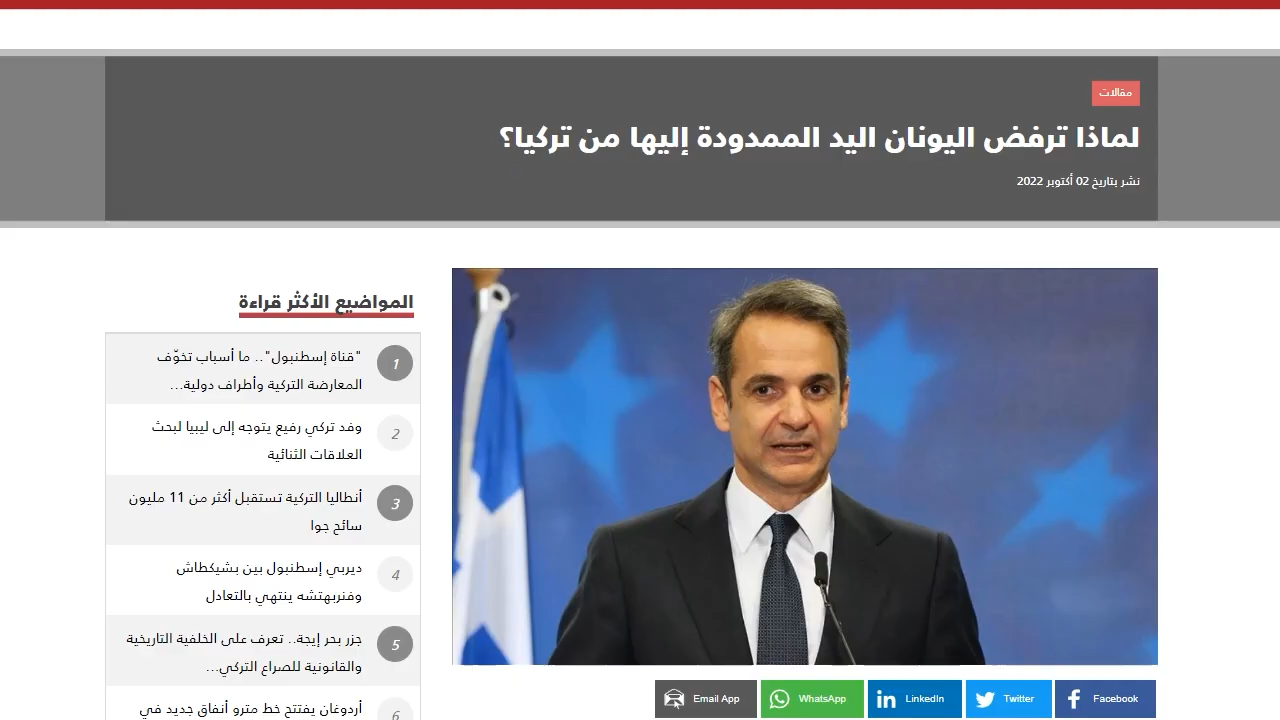 مقالات
لماذا ترفض اليونان اليد الممدودة إليها من تركيا؟
نشر بتاريخ 02 أكتوبر 2022
المواضيع الأكثر قراءة
1
"قناة إسطنبول".. ما أسباب تخوّف
المعارضة التركية وأطراف دولية...
2
وفد تركي رفيع يتوجه إلى ليبيا لبحث
العلاقات الثنائية
3
أنطاليا التركية تستقبل أكثر من 11 مليون
سائح جوا
4
ديربي إسطنبول بين بشيكطاش
وفنربهتشه ينتهي بالتعادل
5
جزر بحر إيجة.. تعرف على الخلفية التاريخية
والقانونية للصراع التركي...
6
أردوغان يفتتح خط مترو أنفاق جديد في
Facebook
Twitter
LinkedIn
WhatsApp
Email App